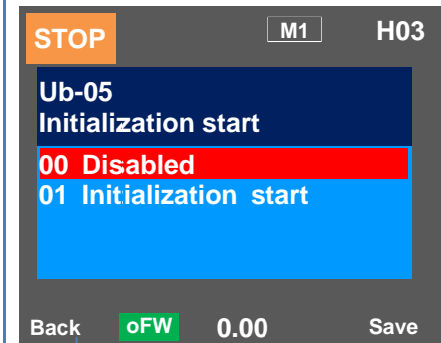 STOP M1 H03
Ub-05
Initialization start
00 Disabled
01 Initialization start
Back oFW 0.00 Save